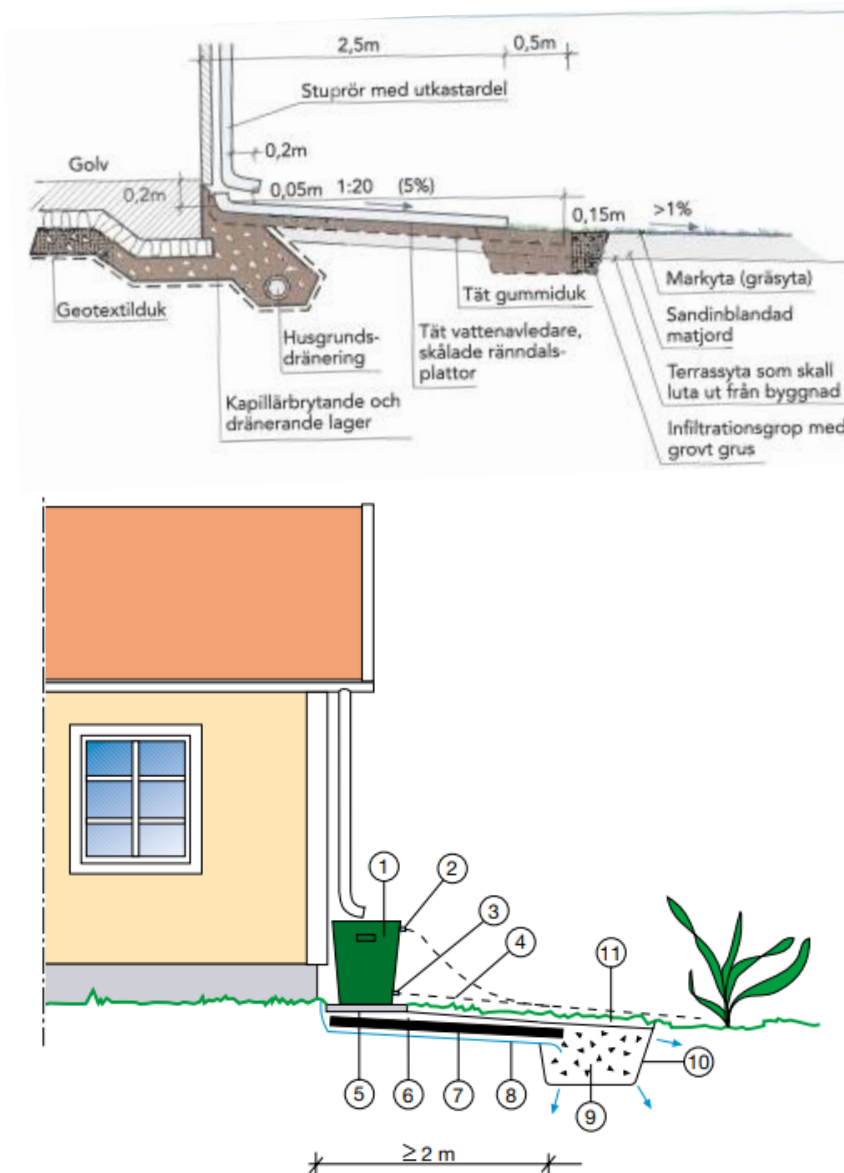 2,5m
0,5m
Stuprör med utkastardel
0,2m
Golv
0,2m
0,05m 1:20 (5%)
0,15m
>1%
Markyta (gräsyta)
Geotextilduk
Tät gummiduk
Sandinblandad
matjord
Husgrunds-
dränering
Tät vattenavledare,
skålade ränndals-
plattor
Terrassyta som skall
luta ut från byggnad
Kapillärbrytande och
dränerande lager
Infiltrationsgrop med
grovt grus
1
2
3
4
11
10
5
6
7
8
9
≥ 2 m